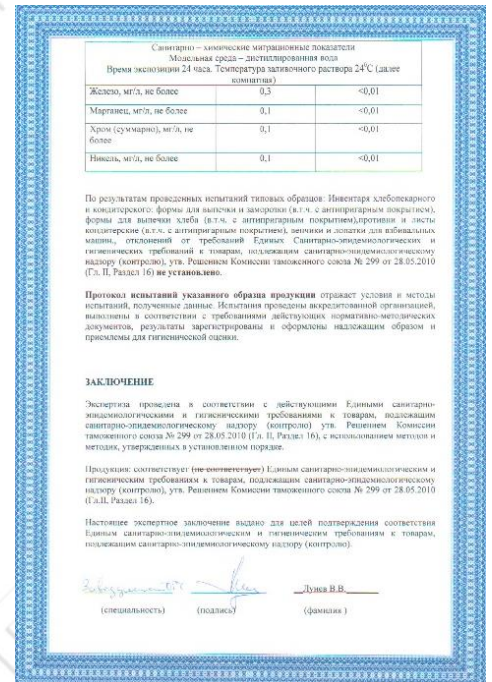 Санитарно – химические миграционные показатели
Модельная среда – дистиллированная вода
Время экспозиции 24 часа. Температура заливочного раствора 24⁰С (далее
комнатная)
Железо, мг/л, не более 0,3 <0,01
Марганец, мг/л, не более 0,1 <0,01
Хром (суммарно), мг/л, не
более 0,1 <0,01
Никель, мг/л, не более 0,1 <0,01
По результатам проведенных испытаний типовых образцов: Инвентаря хлебопекарного
и кондитерского: формы для выпечки и заморозки (в.т.ч. с антипригарным покрытием),
формы для выпечки хлеба (в.т.ч. с антипригарным покрытием),противни и листы
кондитерские (в.т.ч. с антипригарным покрытием), венчики и лопатки для взбивальных
машин,, отклонений от требований Единых Санитарно-эпидемиологических и
гигиенических требований к товарам, подлежащим санитарно-эпидемиологическому
надзору (контролю), утв. Решением Комиссии таможенного союза № 299 от 28.05.2010
(Гл. II, Раздел 16) не установлено.
Протокол испытаний указанного образца продукции отражает условия и методы
испытаний, полученные данные. Испытания проведены аккредитованной организацией,
выполнены в соответствии с требованиями действующих нормативно-методических
документов, результаты зарегистрированы и оформлены надлежащим образом и
приемлемы для гигиенической оценки.
ЗАКЛЮЧЕНИЕ
Экспертиза проведена в соответствии с действующими Едиными санитарно-
эпидемиологическими и гигиеническими требованиями к товарам, подлежащим
санитарно-эпидемиологическому надзору (контролю) утв. Решением Комиссии
таможенного союза № 299 от 28.05.2010 (Гл. II, Раздел 16), с использованием методов и
методик, утвержденных в установленном порядке.
Продукция: соответствует (не соответствует) Единым санитарно-эпидемиологическим и
гигиеническим требованиям к товарам, подлежащим санитарно-эпидемиологическому
надзору (контролю), утв. Решением Комиссии таможенного союза № 299 от 28.05.2010
(Гл.II, Раздел 16).
Настоящее экспертное заключение выдано для целей подтверждения соответствия
Единым санитарно-эпидемиологическим и гигиеническим требованиям к товарам,
подлежащим санитарно-эпидемиологическому надзору (контролю).
Лунев В.В.
(специальность) (подпись) (фамилия )